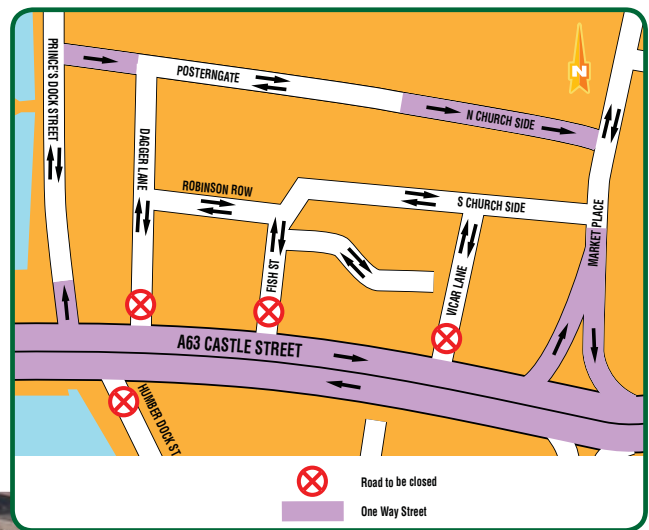 N
PRINCE'S DOCK STREET
POSTERNGATE
N CHURCH SIDE
DAGGER LANE
ROBINSON ROW
S CHURCH SIDE
MARKET PLACE
FISH ST
VICAR LANE
A63 CASTLE STREET
HUMBER DOCK ST
Road to be closed
One Way Street